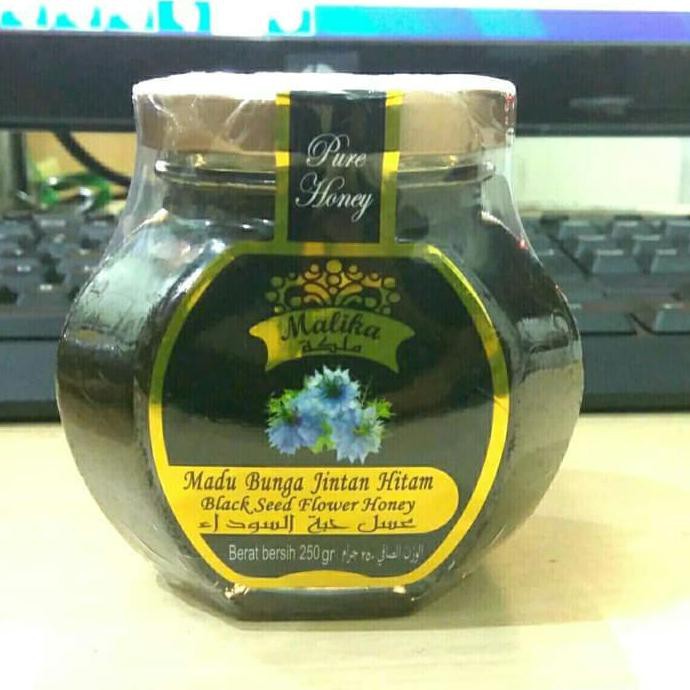 Pure
Honey
Malika
ملكة
Madu Bunga Jintan Hitam
Black Seed Flower Honey
عسل حبة السوداء
Berat bersih 250 gr الوزن الصافي ٢٥٠ جرام